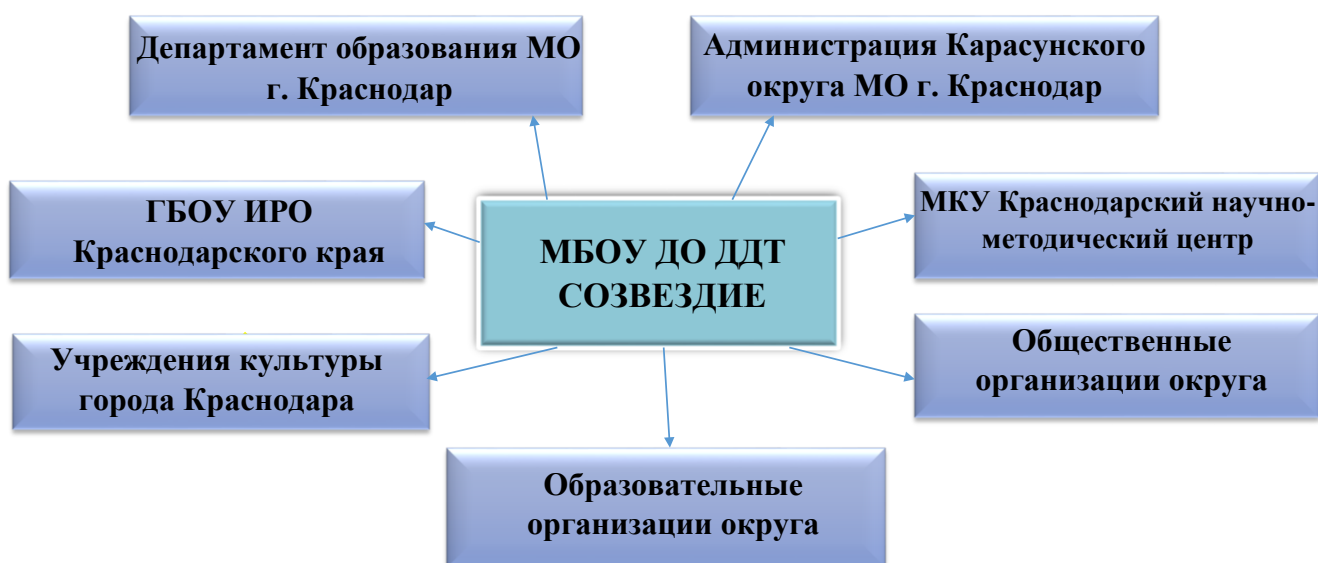 Департамент образования МО
г. Краснодар
Администрация Карасунского
округа МО г. Краснодар
ГБОУ ИРО
Краснодарского края
МБОУ ДО ДДТ
СОЗВЕЗДИЕ
МКУ Краснодарский научно-
методический центр
Учреждения культуры
города Краснодара
Общественные
организации округа
Образовательные
организации округа